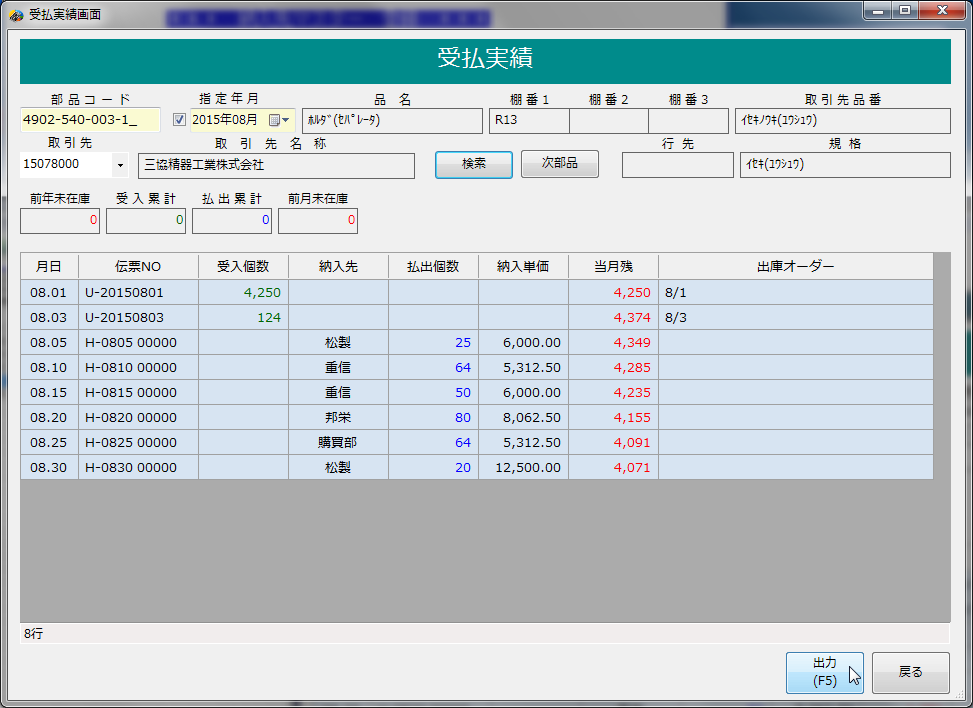 受払実績画面
受払実績
部品コード 指定年月 品 名 棚番1 棚番2 棚番3 取引先品番
4902-540-003-1_ 2015年08月 ﾎﾙﾀﾞ(ｾﾊﾟﾚｰﾀ) R13 ｲｾｷﾉｳｷ(ﾕｳｼｭｳ)
取引先 取 引 先 名 称 行先 規格
15078000 三協精器工業株式会社 検索 次部品 ｲｾｷ(ﾕｳｼｭｳ)
前年末在庫 受入累計 払出累計 前月末在庫
0 0 0 0
月日 伝票NO 受入個数 納入先 払出個数 納入単価 当月残 出庫オーダー
08.01 U-20150801 4,250 4,250 8/1
08.03 U-20150803 124 4,374 8/3
08.05 H-0805 00000 松製 25 6,000.00 4,349
08.10 H-0810 00000 重信 64 5,312.50 4,285
08.15 H-0815 00000 重信 50 6,000.00 4,235
08.20 H-0820 00000 邦栄 80 8,062.50 4,155
08.25 H-0825 00000 購買部 64 5,312.50 4,091
08.30 H-0830 00000 松製 20 12,500.00 4,071
8行
出力
(F5) 戻る